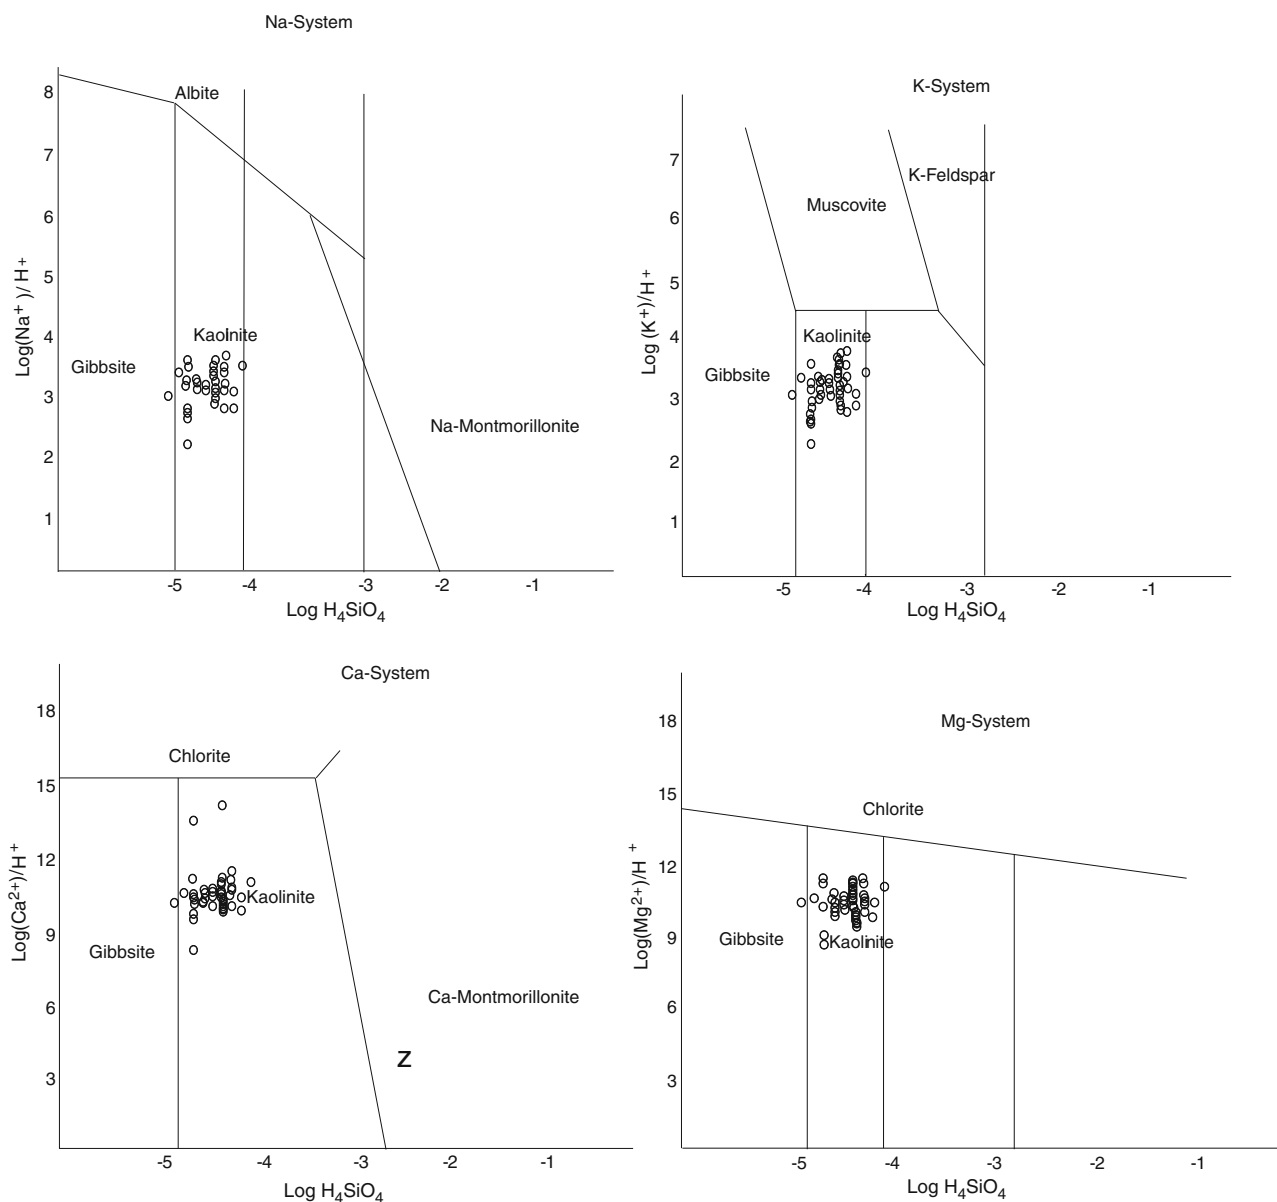 Na-System
Albite
8
7
6
5
4
3
2
1
Log(Na⁺)/ H⁺
Kaolnite
Gibbsite
Na-Montmorillonite
-5 -4 -3 -2 -1
Log H₄SiO₄
K-System
7
6
5
4
3
2
1
Log (K⁺)/H⁺
K-Feldspar
Muscovite
Kaolinite
Gibbsite
-5 -4 -3 -2 -1
Log H₄SiO₄
Ca-System
18
15
12
9
6
3
Log(Ca²⁺)/H⁺
Chlorite
Kaolinite
Gibbsite
Ca-Montmorillonite
Z
-5 -4 -3 -2 -1
Log H₄SiO₄
Mg-System
18
15
12
9
6
3
Log(Mg²⁺)/H⁺
Chlorite
Gibbsite
Kaolinite
-5 -4 -3 -2 -1
Log H₄SiO₄